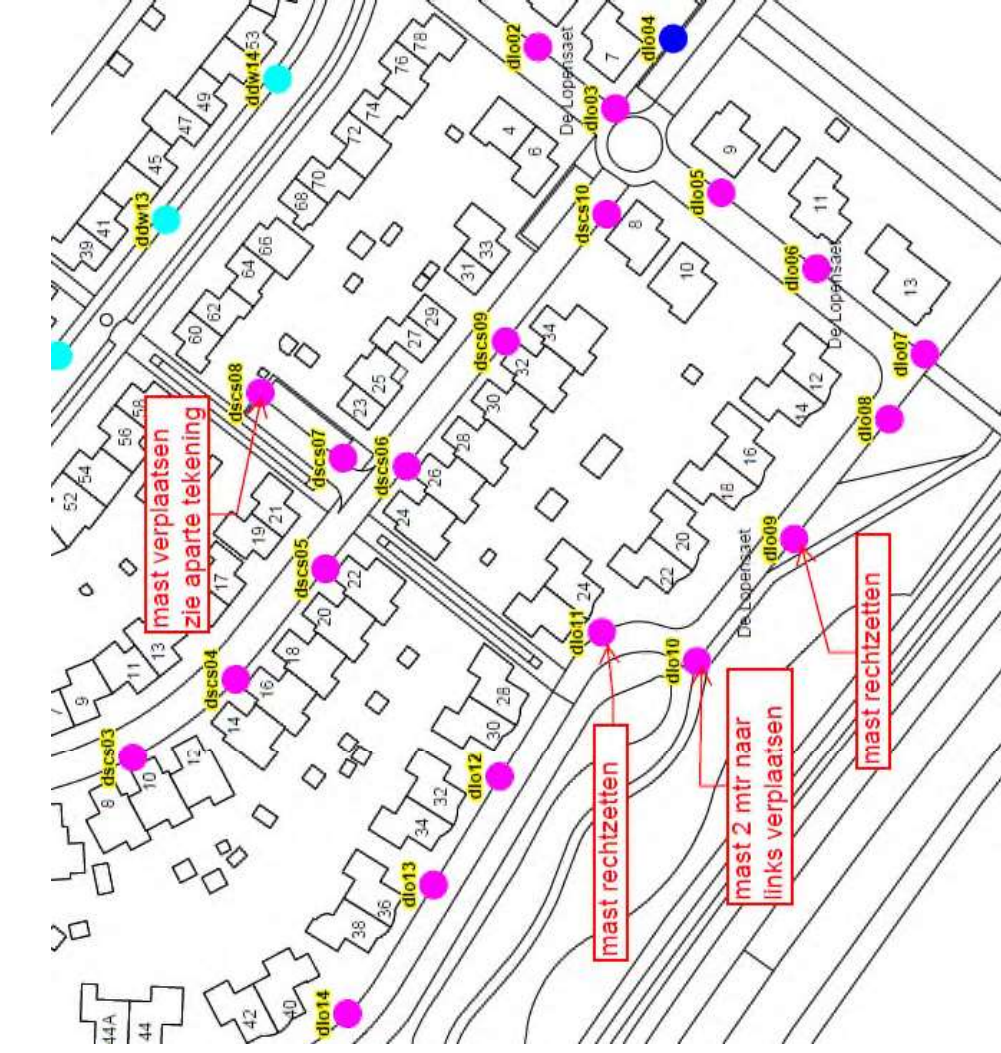 mast verplaatsen
zie aparte tekening
mast rechtzetten
mast 2 mtr naar
links verplaatsen
mast rechtzetten
ddw14
ddw13
dlo02
dlo03
dlo04
dlo05
dlo06
dlo07
dlo08
dlo09
dlo10
dlo11
dlo12
dlo13
dlo14
dscs03
dscs04
dscs05
dscs06
dscs07
dscs08
dscs09
dscs10
De Lopensaet
De Lopensaet
De Lopensaet
39
41
45
47
49
53
52
54
56
58
60
62
64
66
68
70
72
74
76
78
4
6
7
8
9
10
11
13
12
14
16
18
20
22
24
28
30
32
34
36
38
40
42
44
44A
9
11
13
17
19
21
23
25
27
29
31
33
8
10
12
14
16
18
20
22
24
26
28
30
32
34